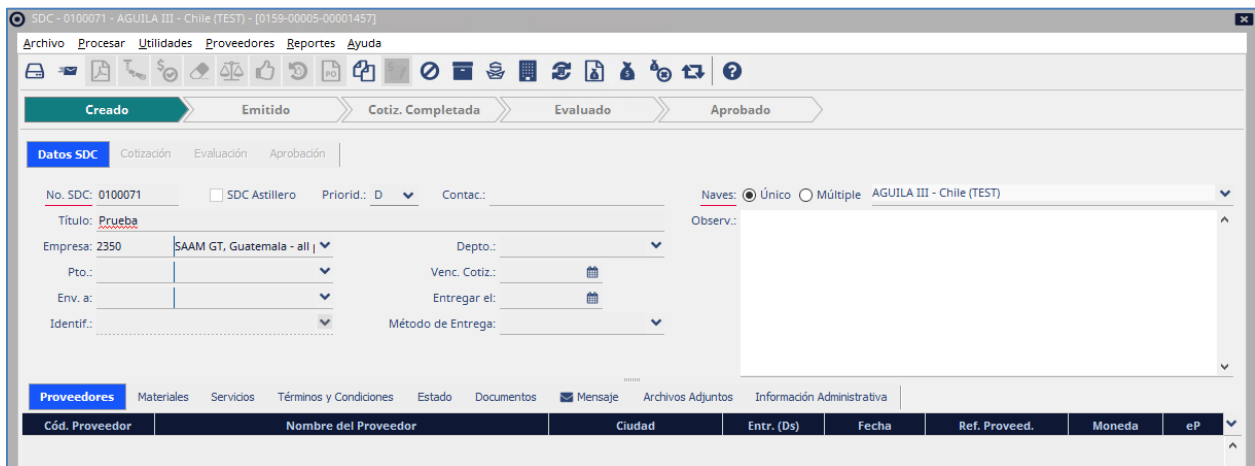 SDC - 0100071 - AGUILA III - Chile (TEST) - [0159-00005-00001457]
Archivo Procesar Utilidades Proveedores Reportes Ayuda
PO
Creado Emitido Cotiz. Completada Evaluado Aprobado
Datos SDC Cotización Evaluación Aprobación
No. SDC: 0100071 SDC Astillero Priorid.: D Contac.: Naves: Único Múltiple AGUILA III - Chile (TEST)
Título: Prueba Observ.:
Empresa: 2350 SAAM GT, Guatemala - all Depto.:
Pto.: Venc. Cotiz.:
Env. a: Entregar el:
Identif.: Método de Entrega:
Proveedores Materiales Servicios Términos y Condiciones Estado Documentos Mensaje Archivos Adjuntos Información Administrativa
Cód. Proveedor Nombre del Proveedor Ciudad Entr. (Ds) Fecha Ref. Proveed. Moneda eP